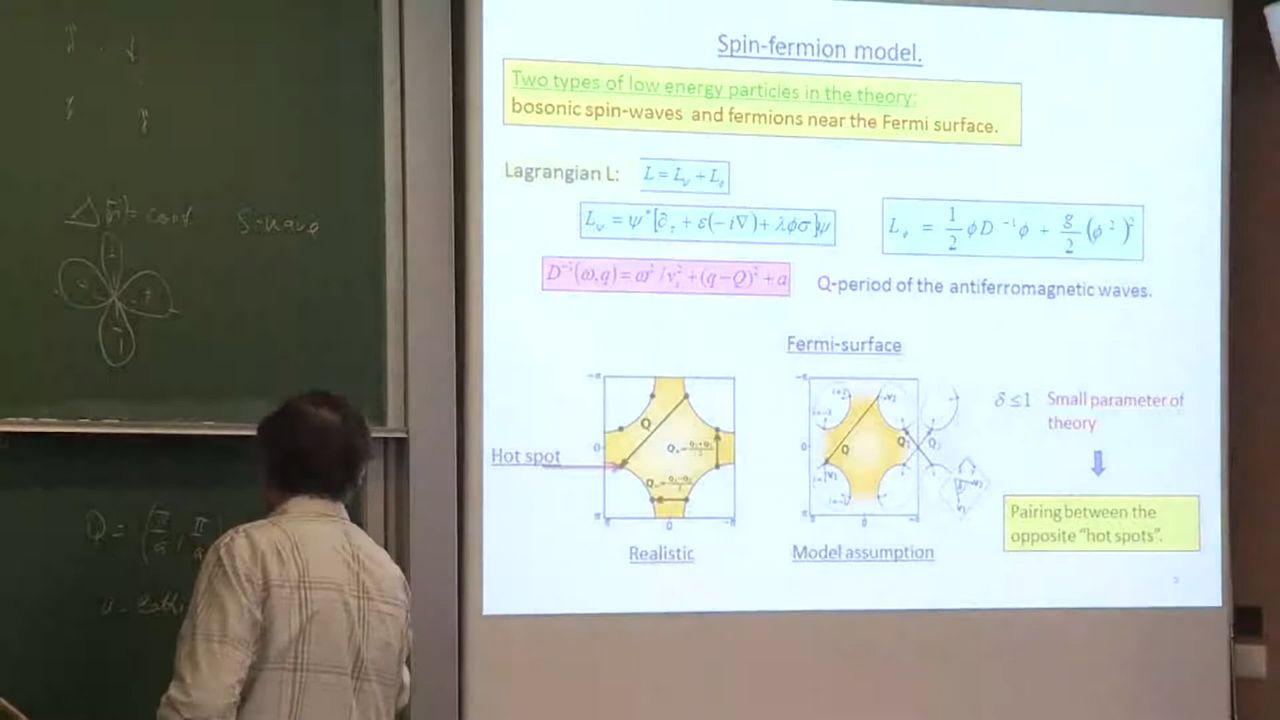 Δ(k)=const S-wave
Q = (π/a, π/a
Spin-fermion model.
Two types of low energy particles in the theory:
bosonic spin-waves and fermions near the Fermi surface.
Lagrangian L: L = L_ψ + L_φ
L_ψ = ψ*[∂_τ + ε(-i∇) + λφσ]ψ
L_φ = 1/2 φD⁻¹φ + g/2 (φ²)²
D⁻¹(ω,q) = ω²/v_s² + (q-Q)² + a
Q-period of the antiferromagnetic waves.
Fermi-surface
Hot spot
Q
0
Realistic
Q
0
Model assumption
δ ≤ 1 Small parameter of
theory
Pairing between the
opposite "hot spots".